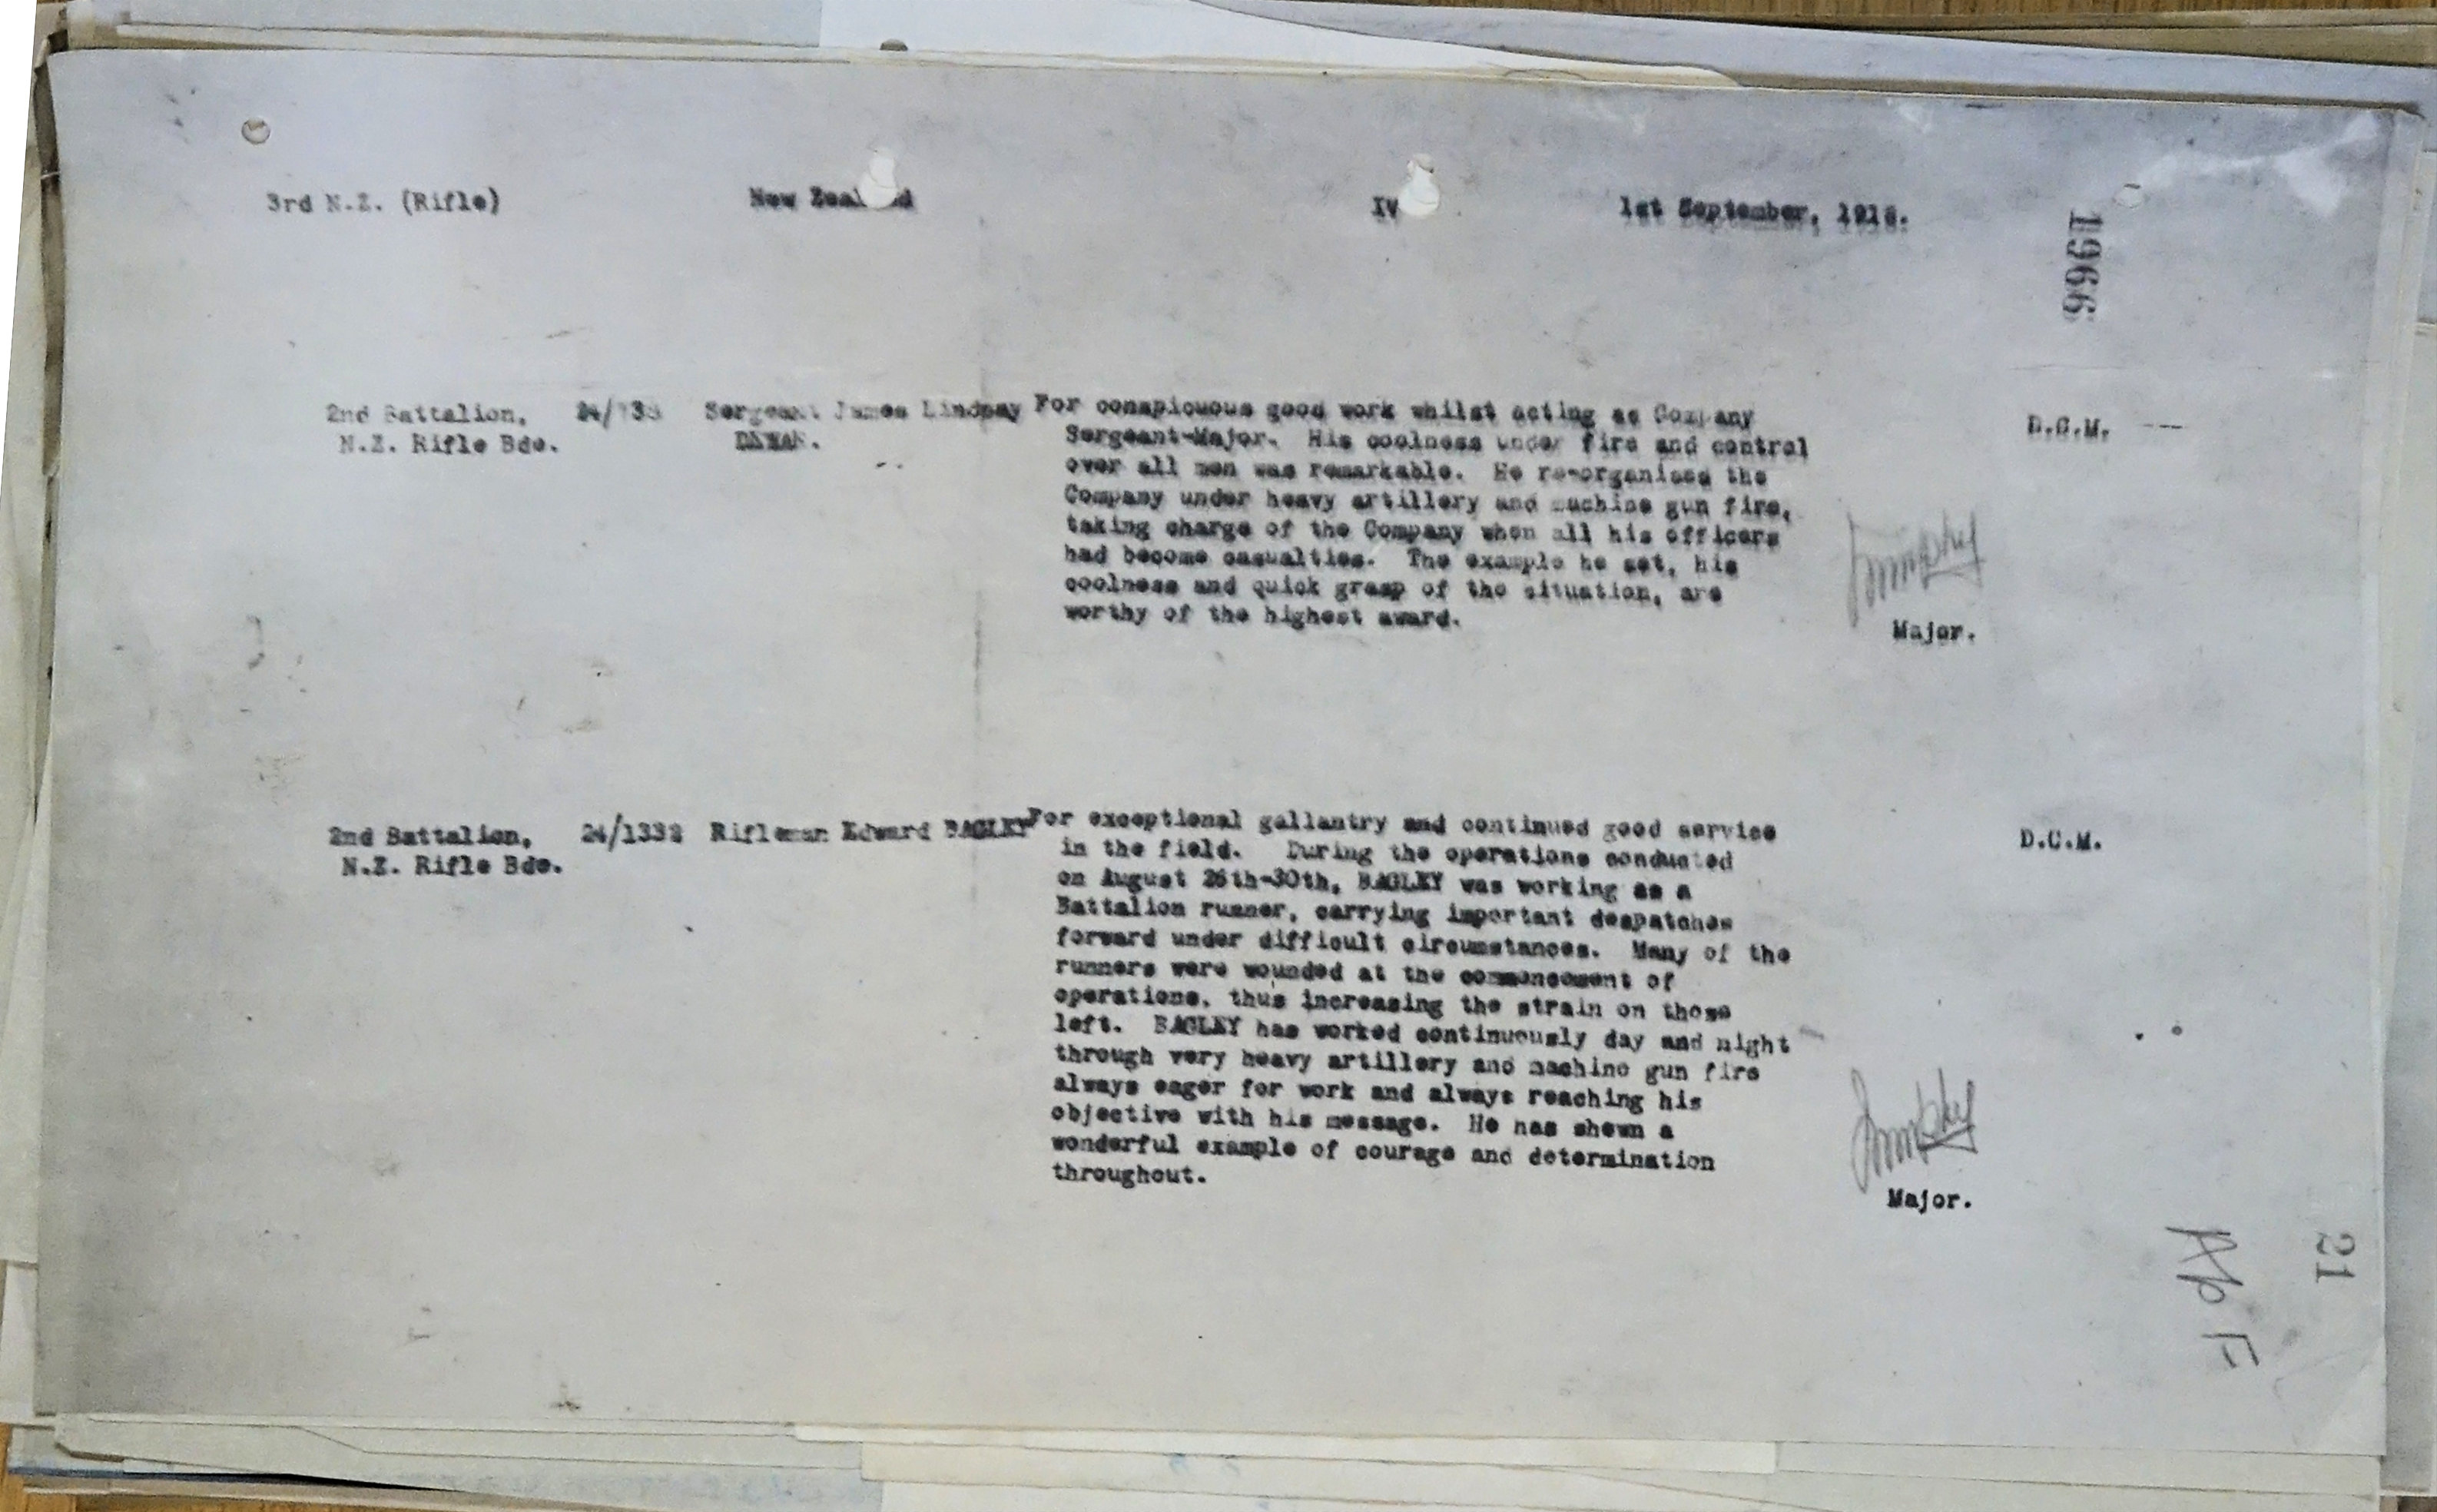 3rd N.Z. (Rifle) New Zealand IV 1st September, 1918.
1966
2nd Battalion, Sergeant James Lindsay For conspicuous good work whilst acting as Company
N.Z. Rifle Bde. Sergeant-Major. His coolness under fire and control
over all men was remarkable. He re-organised the
Company under heavy artillery and machine gun fire,
taking charge of the Company when all his officers
had become casualties. The example he set, his
coolness and quick grasp of the situation, are
worthy of the highest award.
D.C.M.
Major.
2nd Battalion, Rifleman Edward BAGLEY For exceptional gallantry and continued good service
N.Z. Rifle Bde. in the field. During the operations conducted
on August 26th-30th, BAGLEY was working as a
Battalion runner, carrying important despatches
forward under difficult circumstances. Many of the
runners were wounded at the commencement of
operations, thus increasing the strain on those
left. BAGLEY has worked continuously day and night
through very heavy artillery and machine gun fire
always eager for work and always reaching his
objective with his message. He has shewn a
wonderful example of courage and determination
throughout.
D.C.M.
Major.
21